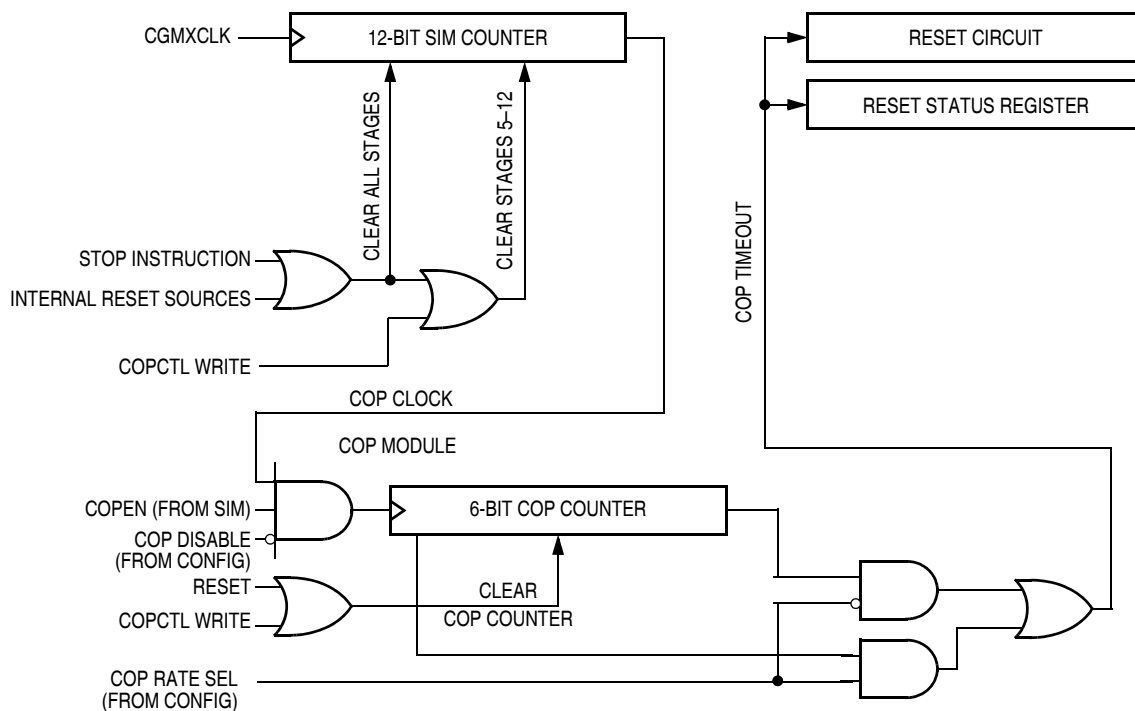 CGMXCLK
12-BIT SIM COUNTER
RESET CIRCUIT
RESET STATUS REGISTER
CLEAR ALL STAGES
CLEAR STAGES 5–12
COP TIMEOUT
STOP INSTRUCTION
INTERNAL RESET SOURCES
COPCTL WRITE
COP CLOCK
COP MODULE
COPEN (FROM SIM)
6-BIT COP COUNTER
COP DISABLE
(FROM CONFIG)
RESET
COPCTL WRITE
CLEAR
COP COUNTER
COP RATE SEL
(FROM CONFIG)